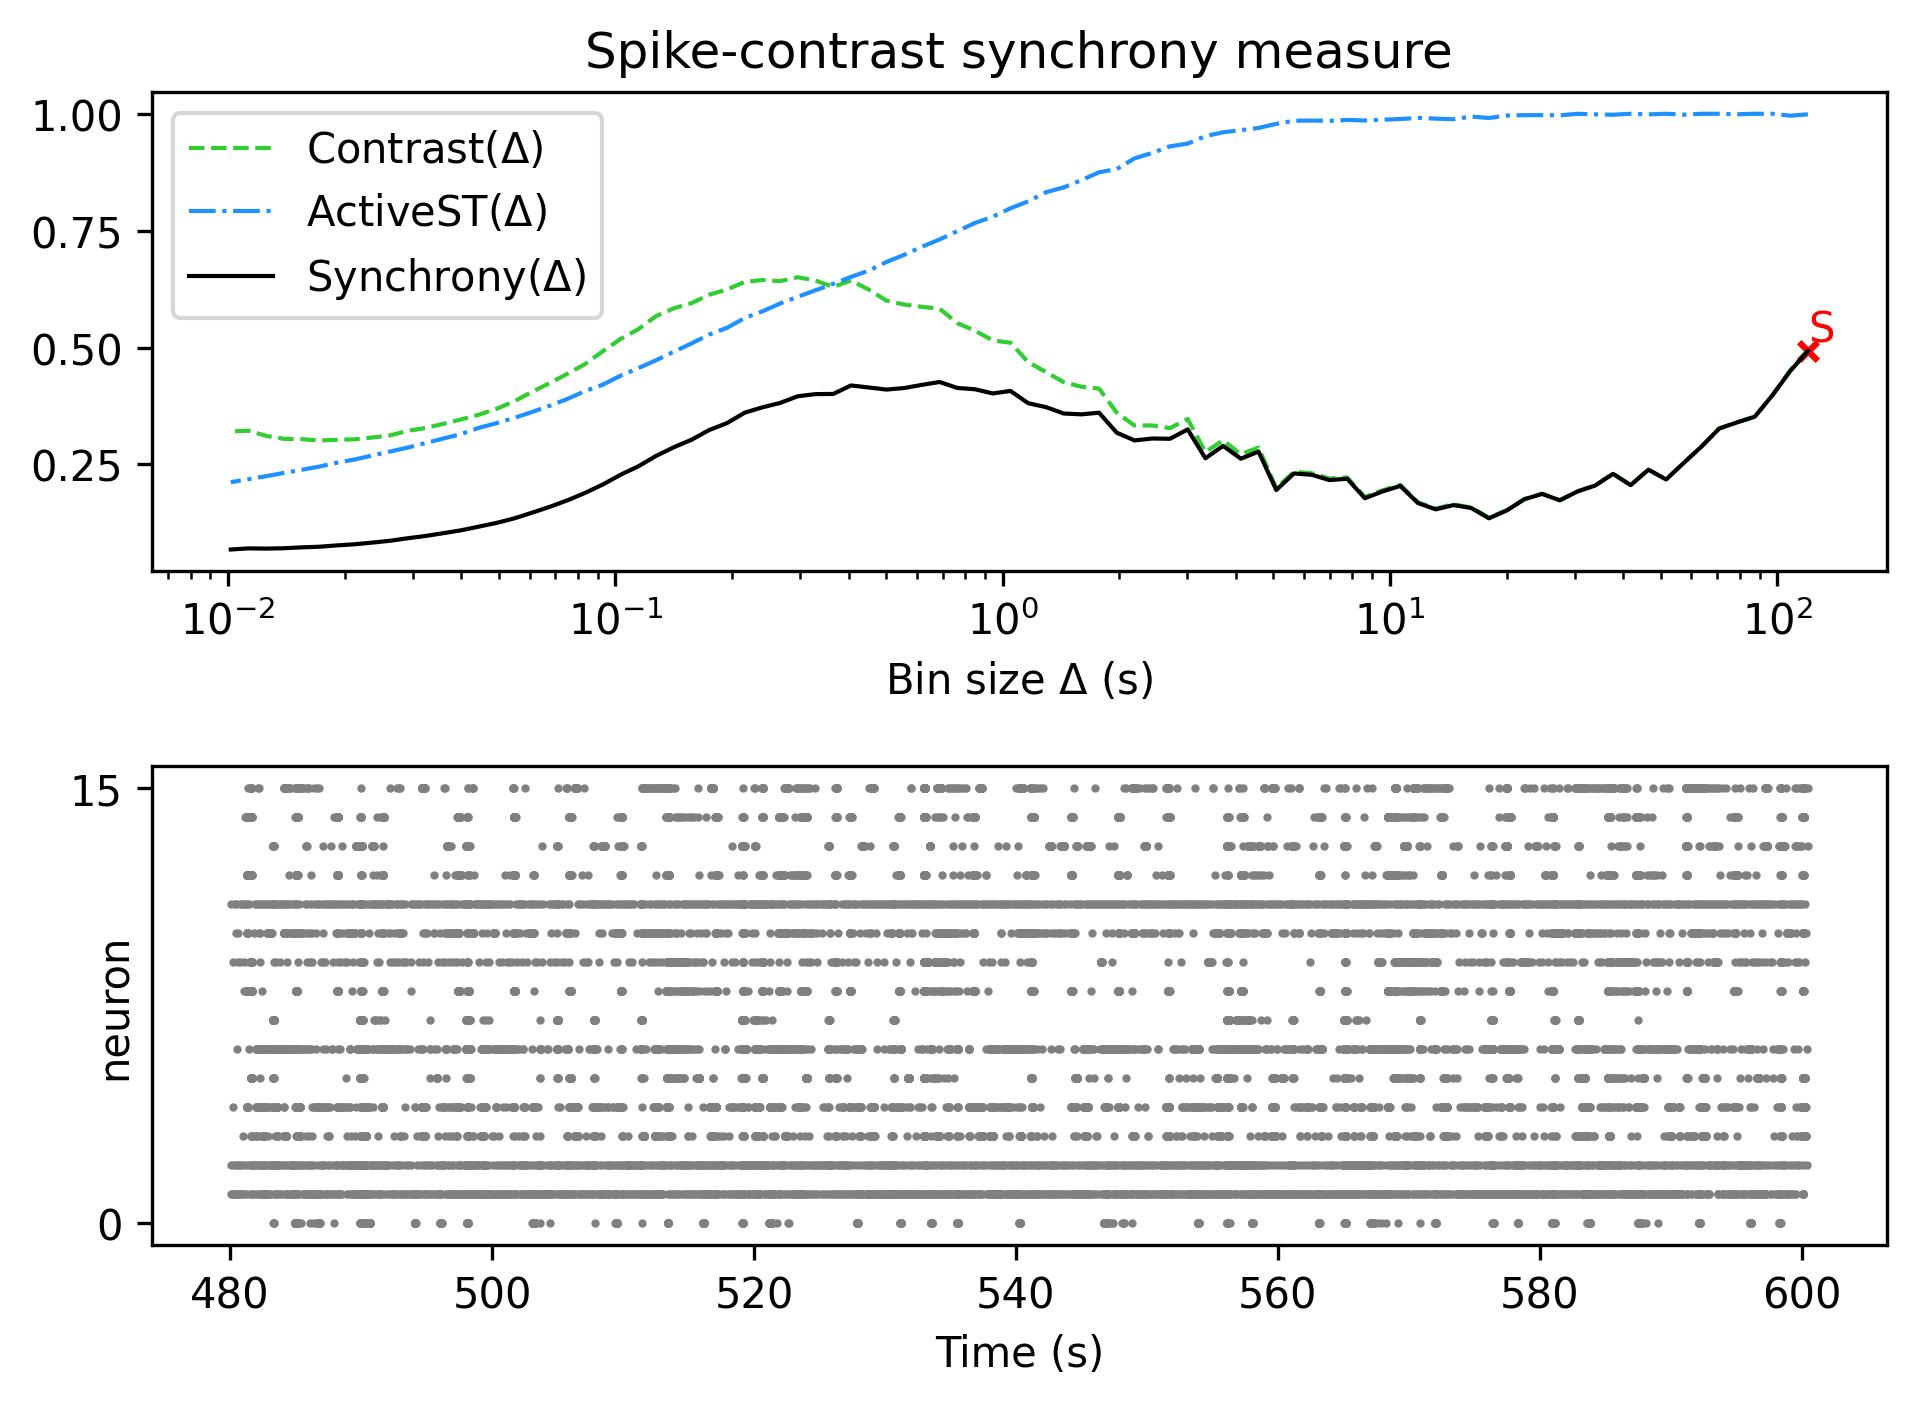 Spike-contrast synchrony measure
1.00
0.75
0.50
0.25
Contrast(Δ)
ActiveST(Δ)
Synchrony(Δ)
S
10⁻² 10⁻¹ 10⁰ 10¹ 10²
Bin size Δ (s)
15
0
neuron
480 500 520 540 560 580 600
Time (s)